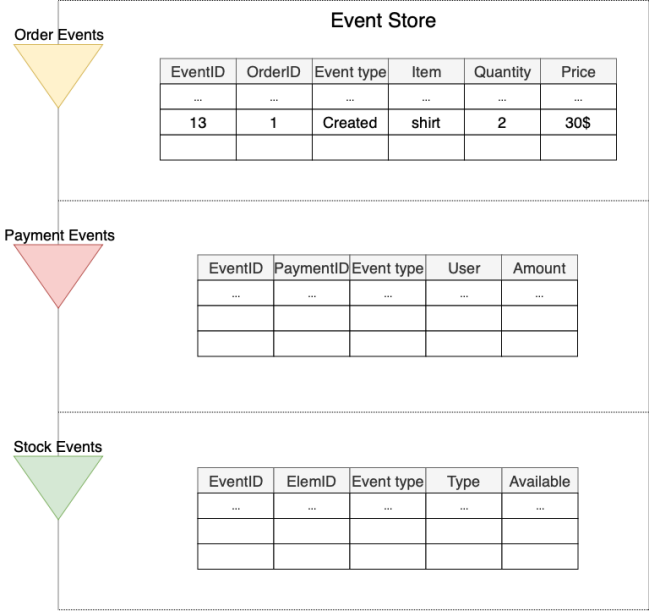 Event Store
Order Events
EventID OrderID Event type Item Quantity Price
... ... ... ... ... ...
13 1 Created shirt 2 30$
Payment Events
EventID PaymentID Event type User Amount
... ... ... ... ...
Stock Events
EventID ElemID Event type Type Available
... ... ... ... ...